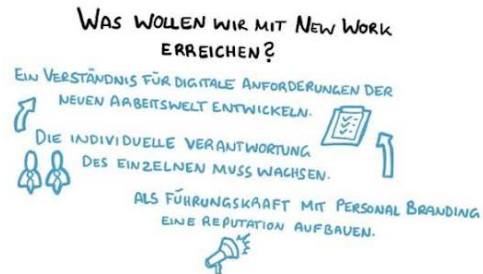 WAS WOLLEN WIR MIT NEW WORK
ERREICHEN?
EIN VERSTÄNDNIS FÜR DIGITALE ANFORDERUNGEN DER
NEUEN ARBEITSWELT ENTWICKELN.
DIE INDIVIDUELLE VERANTWORTUNG
DES EINZELNEN MUSS WACHSEN.
ALS FÜHRUNGSKRAFT MIT PERSONAL BRANDING
EINE REPUTATION AUFBAUEN.